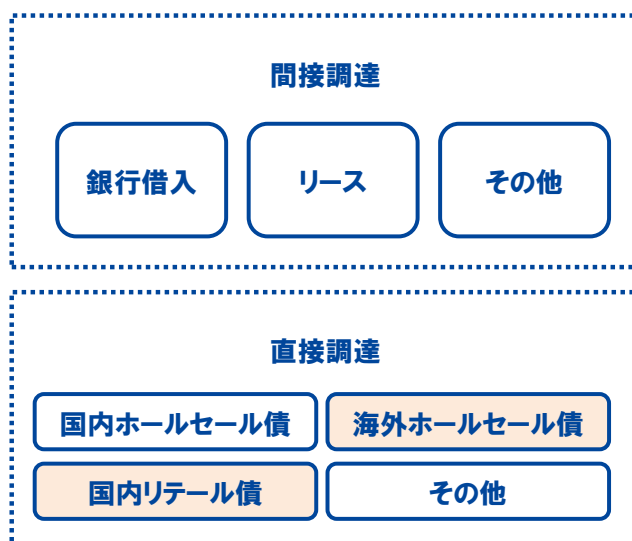 間接調達
銀行借入
リース
その他
直接調達
国内ホールセール債
海外ホールセール債
国内リテール債
その他